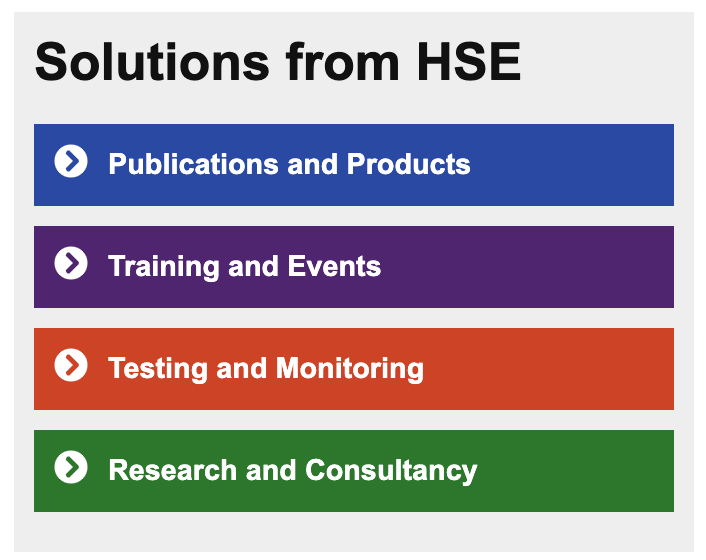 Solutions from HSE
Publications and Products
Training and Events
Testing and Monitoring
Research and Consultancy